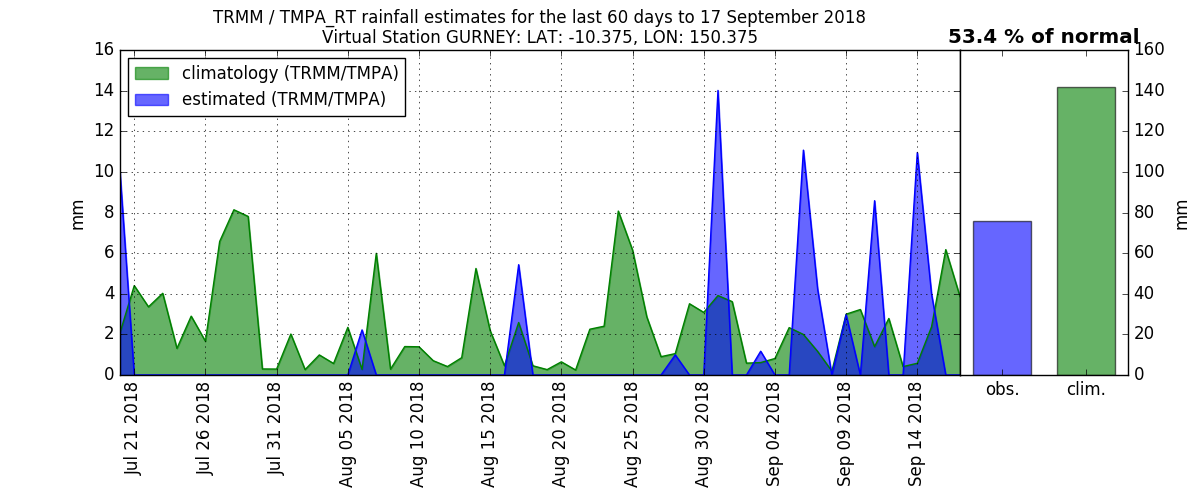 TRMM / TMPA_RT rainfall estimates for the last 60 days to 17 September 2018
Virtual Station GURNEY: LAT: -10.375, LON: 150.375
53.4 % of normal
climatology (TRMM/TMPA)
estimated (TRMM/TMPA)
mm
16
14
12
10
8
6
4
2
0
Jul 21 2018
Jul 26 2018
Jul 31 2018
Aug 05 2018
Aug 10 2018
Aug 15 2018
Aug 20 2018
Aug 25 2018
Aug 30 2018
Sep 04 2018
Sep 09 2018
Sep 14 2018
obs.
clim.
160
140
120
100
80
60
40
20
0
mm